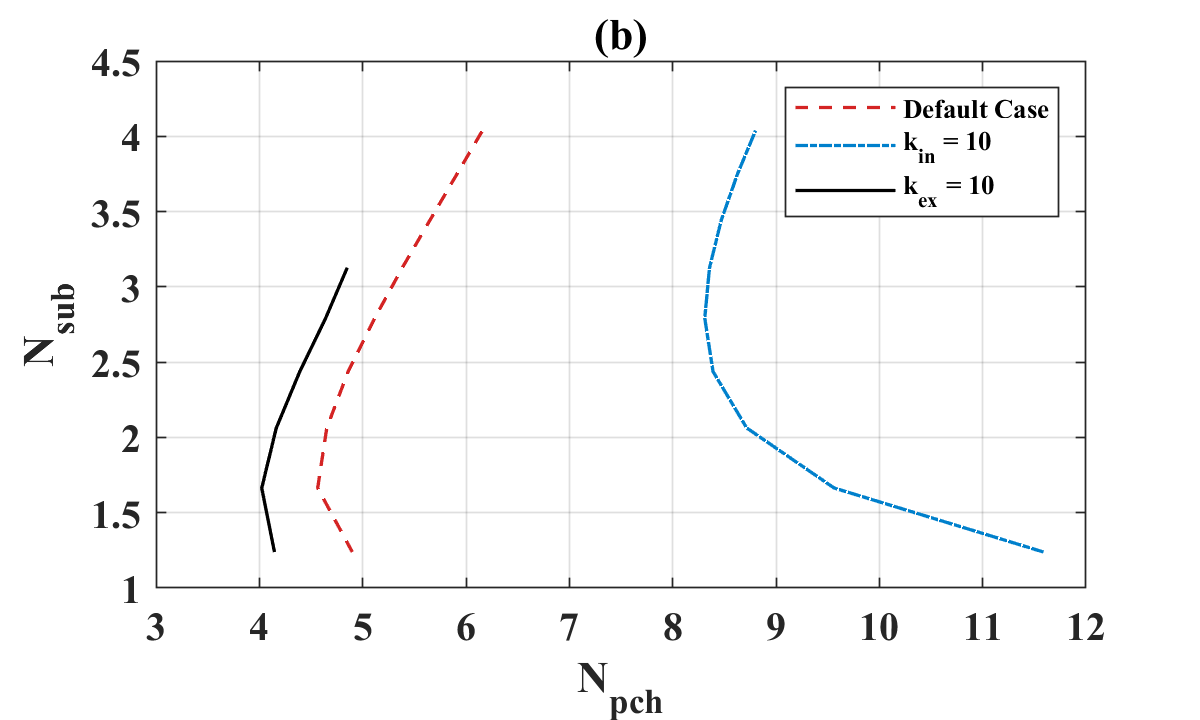 (b)
4.5
4
3.5
3
2.5
2
1.5
1
N_sub
Default Case
k_in = 10
k_ex = 10
3 4 5 6 7 8 9 10 11 12
N_pch